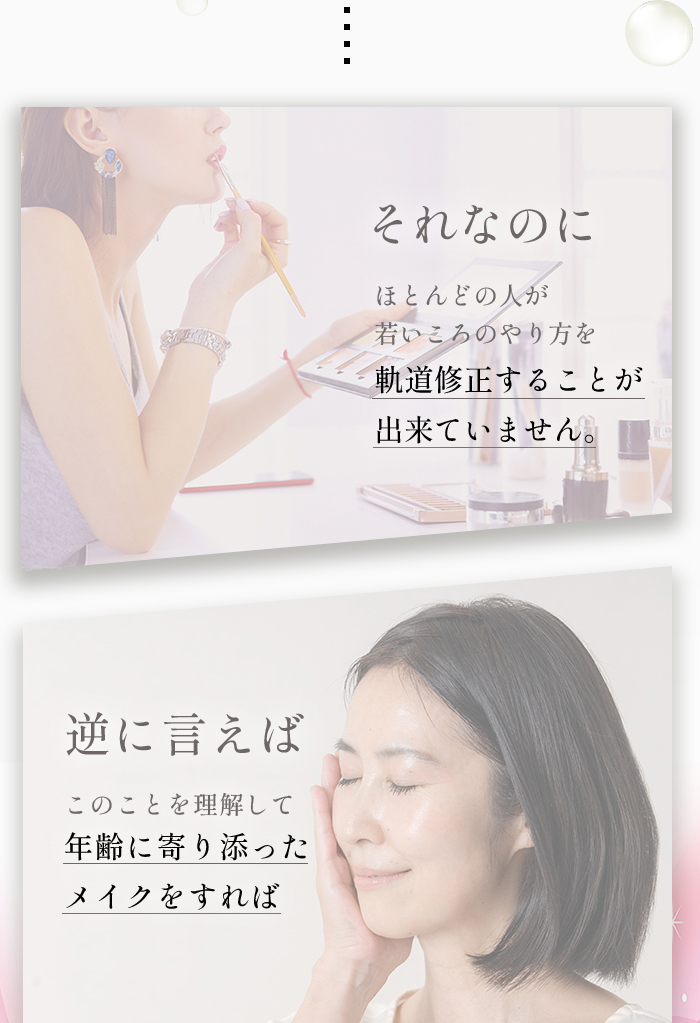 それなのに
ほとんどの人が
若いころのやり方を
軌道修正することが
出来ていません。
逆に言えば
このことを理解して
年齢に寄り添った
メイクをすれば